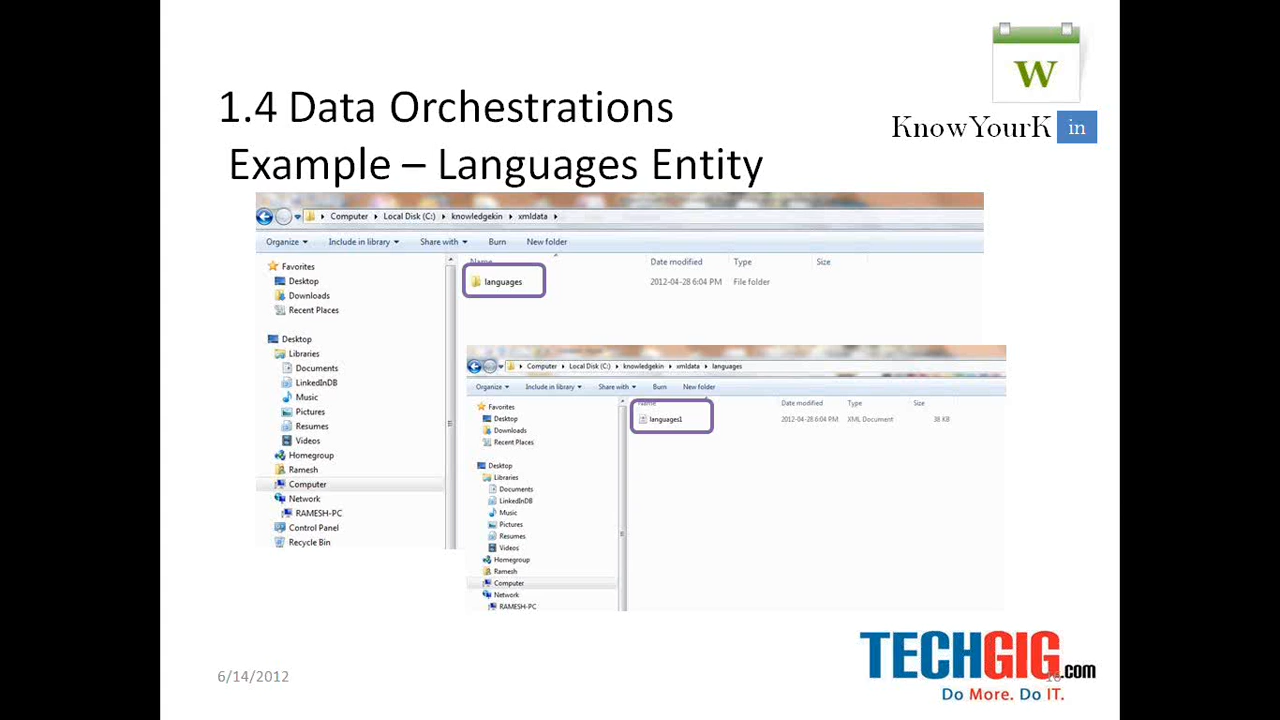 W
KnowYourK in
1.4 Data Orchestrations
Example – Languages Entity
Computer Local Disk (C:) knowledgekin xmldata
Organize Include in library Share with Burn New folder
Favorites
Desktop
Downloads
Recent Places
Desktop
Libraries
Documents
LinkedInDB
Music
Pictures
Resumes
Videos
Homegroup
Ramesh
Computer
Network
RAMESH-PC
Control Panel
Recycle Bin
Name Date modified Type Size
languages 2012-04-28 6:04 PM File folder
Computer Local Disk (C:) knowledgekin xmldata languages
Organize Include in library Share with Burn New folder
Favorites
Desktop
Downloads
Recent Places
Desktop
Libraries
Documents
LinkedInDB
Music
Pictures
Resumes
Videos
Homegroup
Ramesh
Computer
Network
RAMESH-PC
Name Date modified Type Size
languages1 2012-04-28 6:04 PM XML Document 38 KB
6/14/2012
TECHGIG.com
Do More. Do IT.